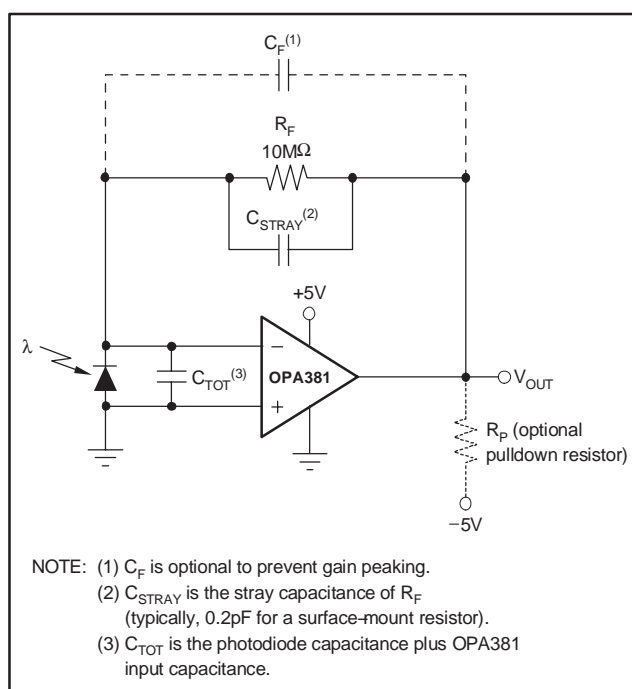 C_F(1)
R_F
10MΩ
C_STRAY(2)
+5V
λ
−
C_TOT(3)
OPA381
+
V_OUT
R_P (optional
pulldown resistor)
−5V
NOTE: (1) C_F is optional to prevent gain peaking.
(2) C_STRAY is the stray capacitance of R_F
(typically, 0.2pF for a surface−mount resistor).
(3) C_TOT is the photodiode capacitance plus OPA381
input capacitance.